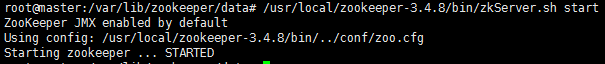 root@master:/var/lib/zookeeper/data# /usr/local/zookeeper-3.4.8/bin/zkServer.sh start
ZooKeeper JMX enabled by default
Using config: /usr/local/zookeeper-3.4.8/bin/../conf/zoo.cfg
Starting zookeeper ... STARTED